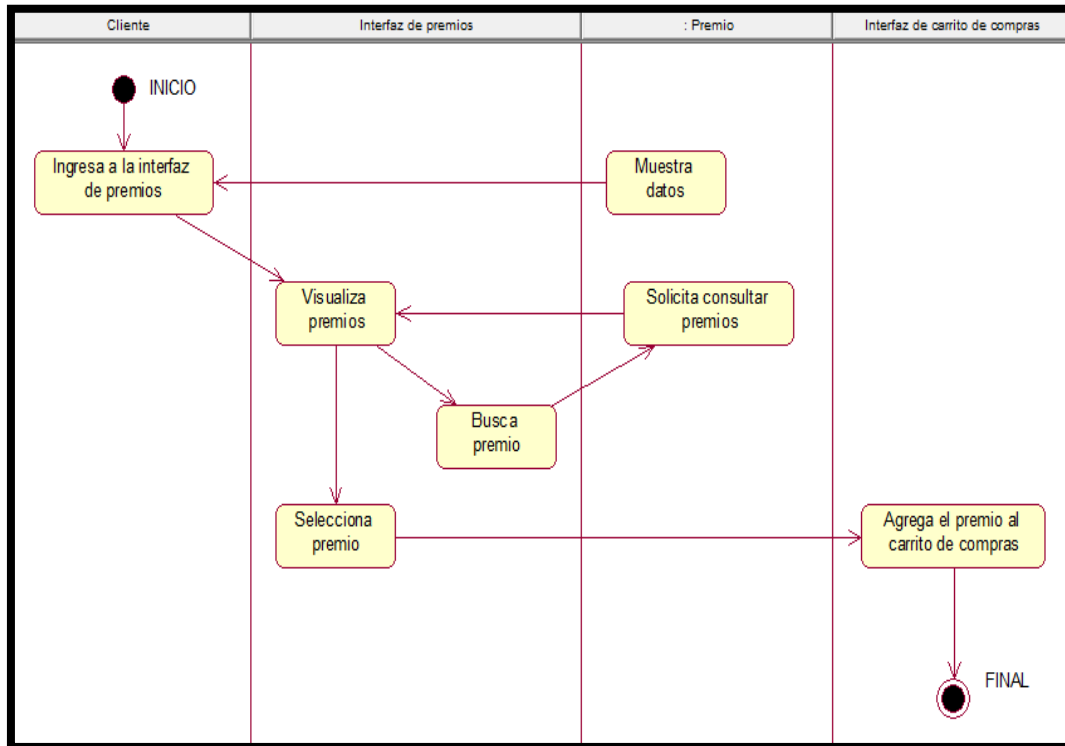 Cliente
Interfaz de premios
: Premio
Interfaz de carrito de compras
INICIO
Ingresa a la interfaz
de premios
Muestra
datos
Visualiza
premios
Solicita consultar
premios
Busca
premio
Selecciona
premio
Agrega el premio al
carrito de compras
FINAL